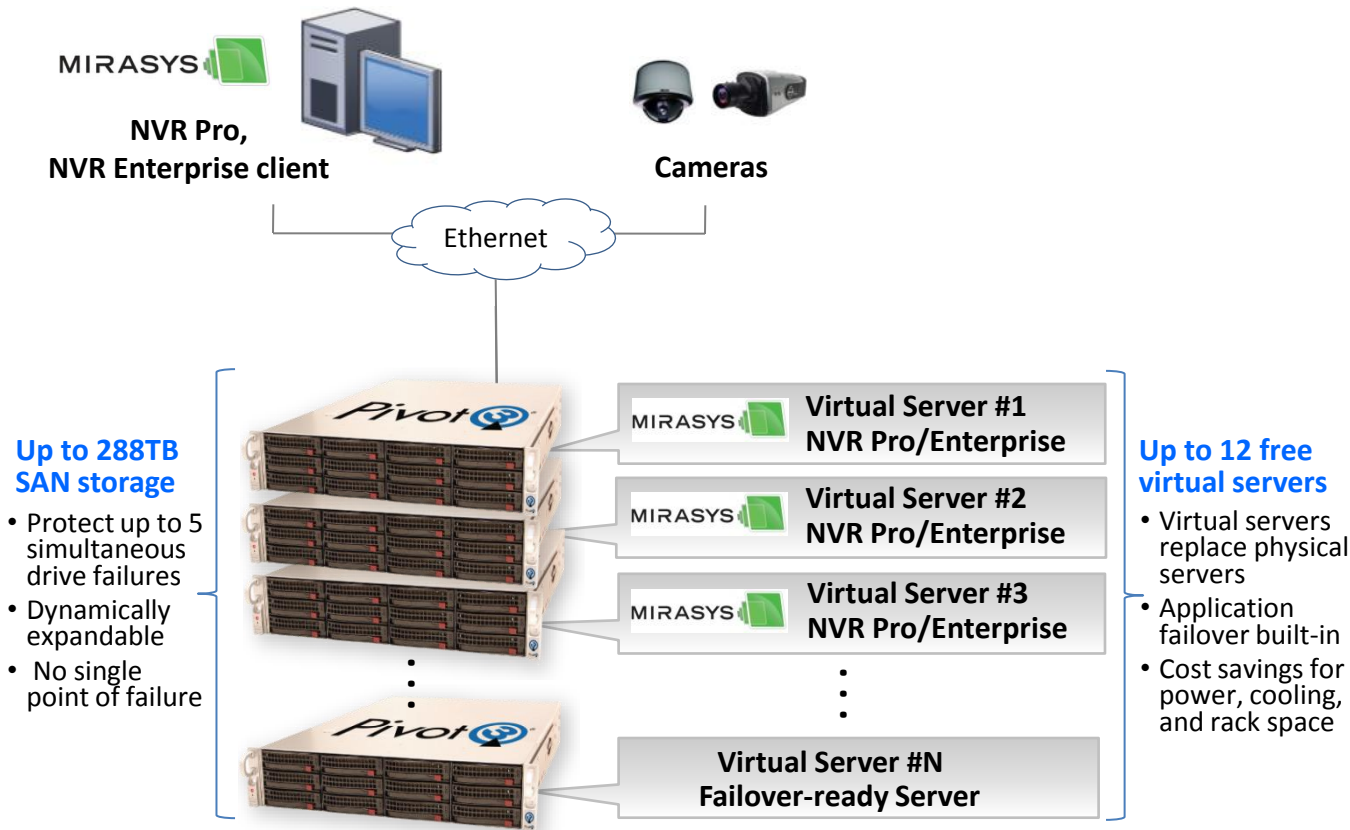 MIRASYS
NVR Pro,
NVR Enterprise client
Cameras
Ethernet
Pivot3
Up to 288TB
SAN storage
• Protect up to 5
simultaneous
drive failures
• Dynamically
expandable
• No single
point of failure
MIRASYS
Virtual Server #1
NVR Pro/Enterprise
MIRASYS
Virtual Server #2
NVR Pro/Enterprise
MIRASYS
Virtual Server #3
NVR Pro/Enterprise
Pivot3
Virtual Server #N
Failover-ready Server
Up to 12 free
virtual servers
• Virtual servers
replace physical
servers
• Application
failover built-in
• Cost savings for
power, cooling,
and rack space